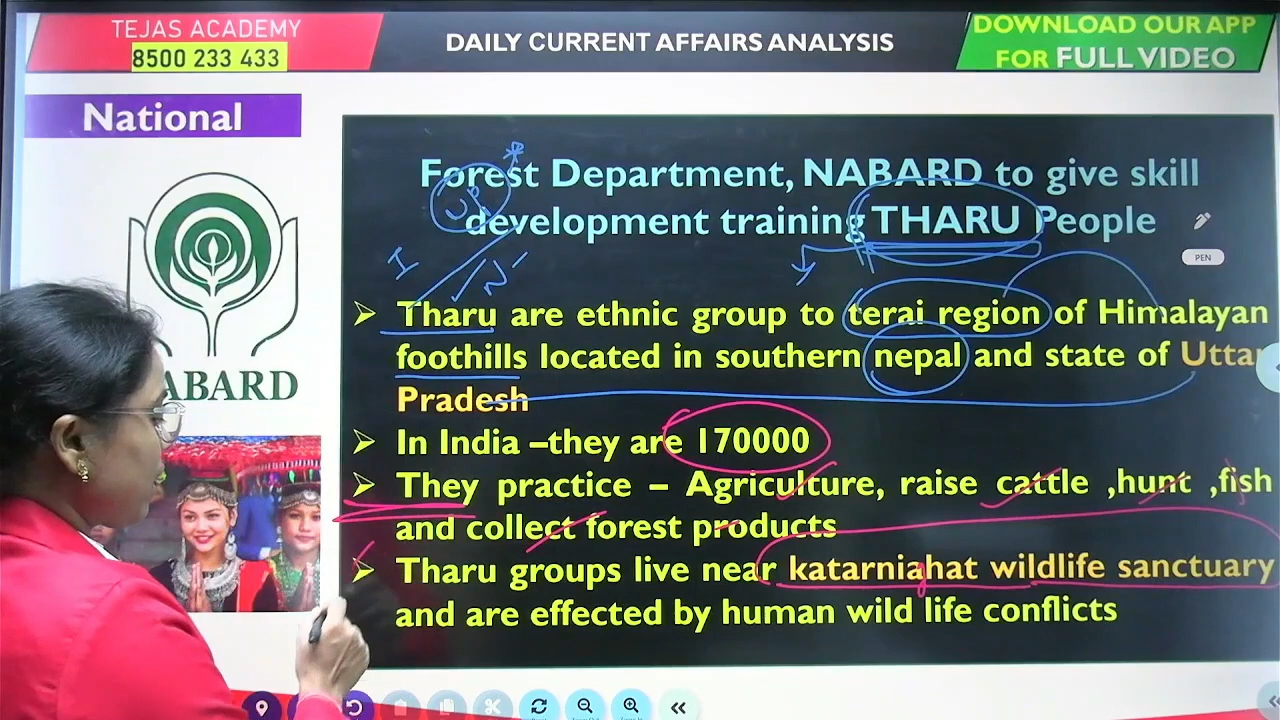 TEJAS ACADEMY
8500 233 433
DAILY CURRENT AFFAIRS ANALYSIS
DOWNLOAD OUR APP
FOR FULL VIDEO
National
NABARD
Forest Department, NABARD to give skill
development training THARU People
UP
PEN
➤ Tharu are ethnic group to terai region of Himalayan
foothills located in southern nepal and state of Uttar
Pradesh
➤ In India –they are 170000
➤ They practice – Agriculture, raise cattle ,hunt ,fish
and collect forest products
➤ Tharu groups live near katarniaghat wildlife sanctuary
and are effected by human wild life conflicts